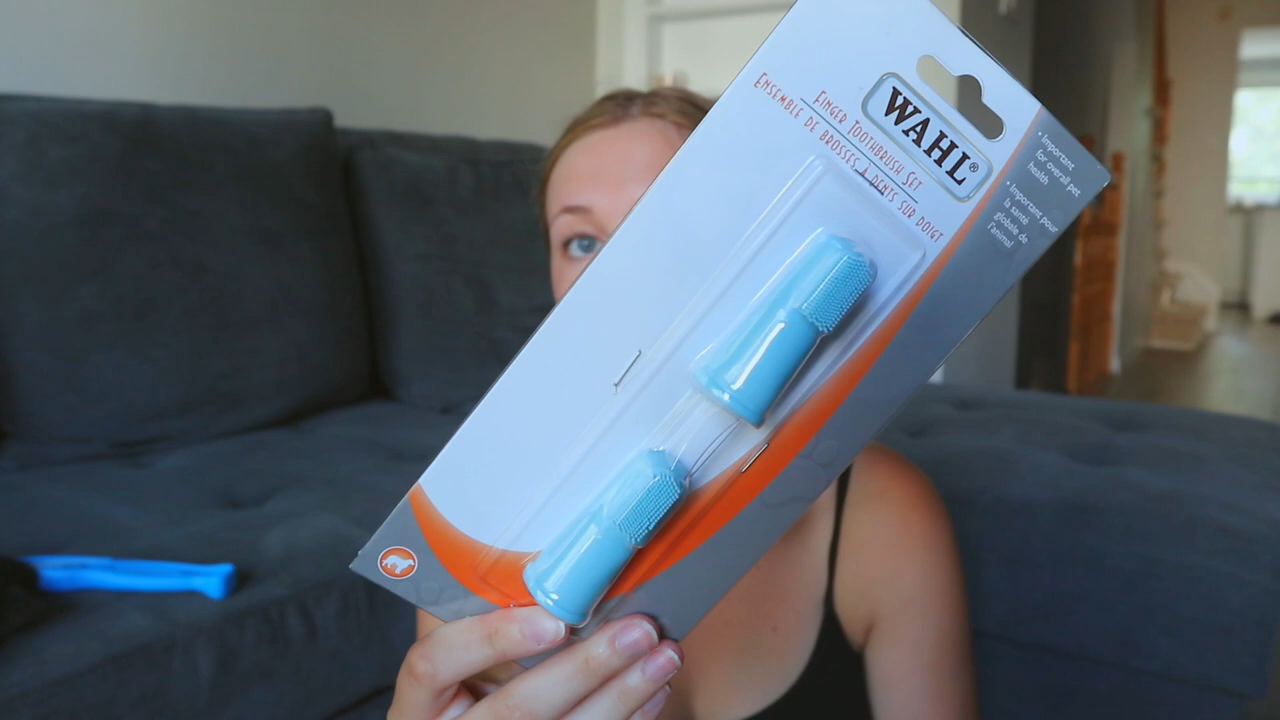 WAHL®
FINGER TOOTHBRUSH SET
ENSEMBLE DE BROSSES À DENTS SUR DOIGT
• Important
for overall pet
health
• Important pour
la santé
globale de
l'animal